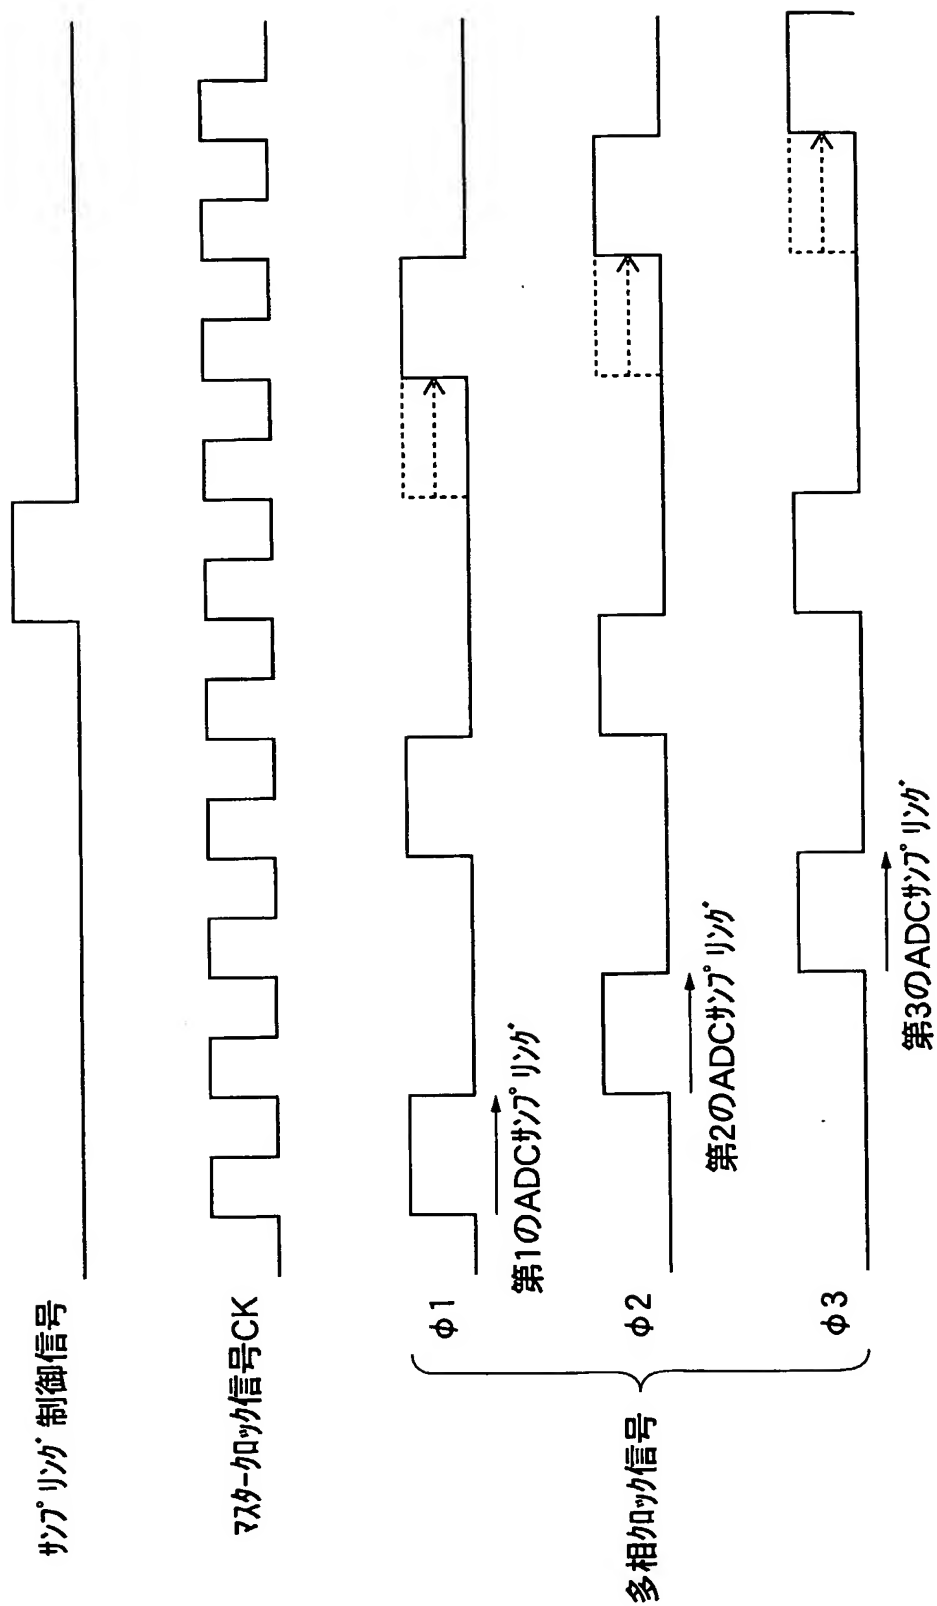 サンプリング制御信号
マスタークロック信号CK
多相クロック信号
φ1
第1のADCサンプリング
φ2
第2のADCサンプリング
φ3
第3のADCサンプリング